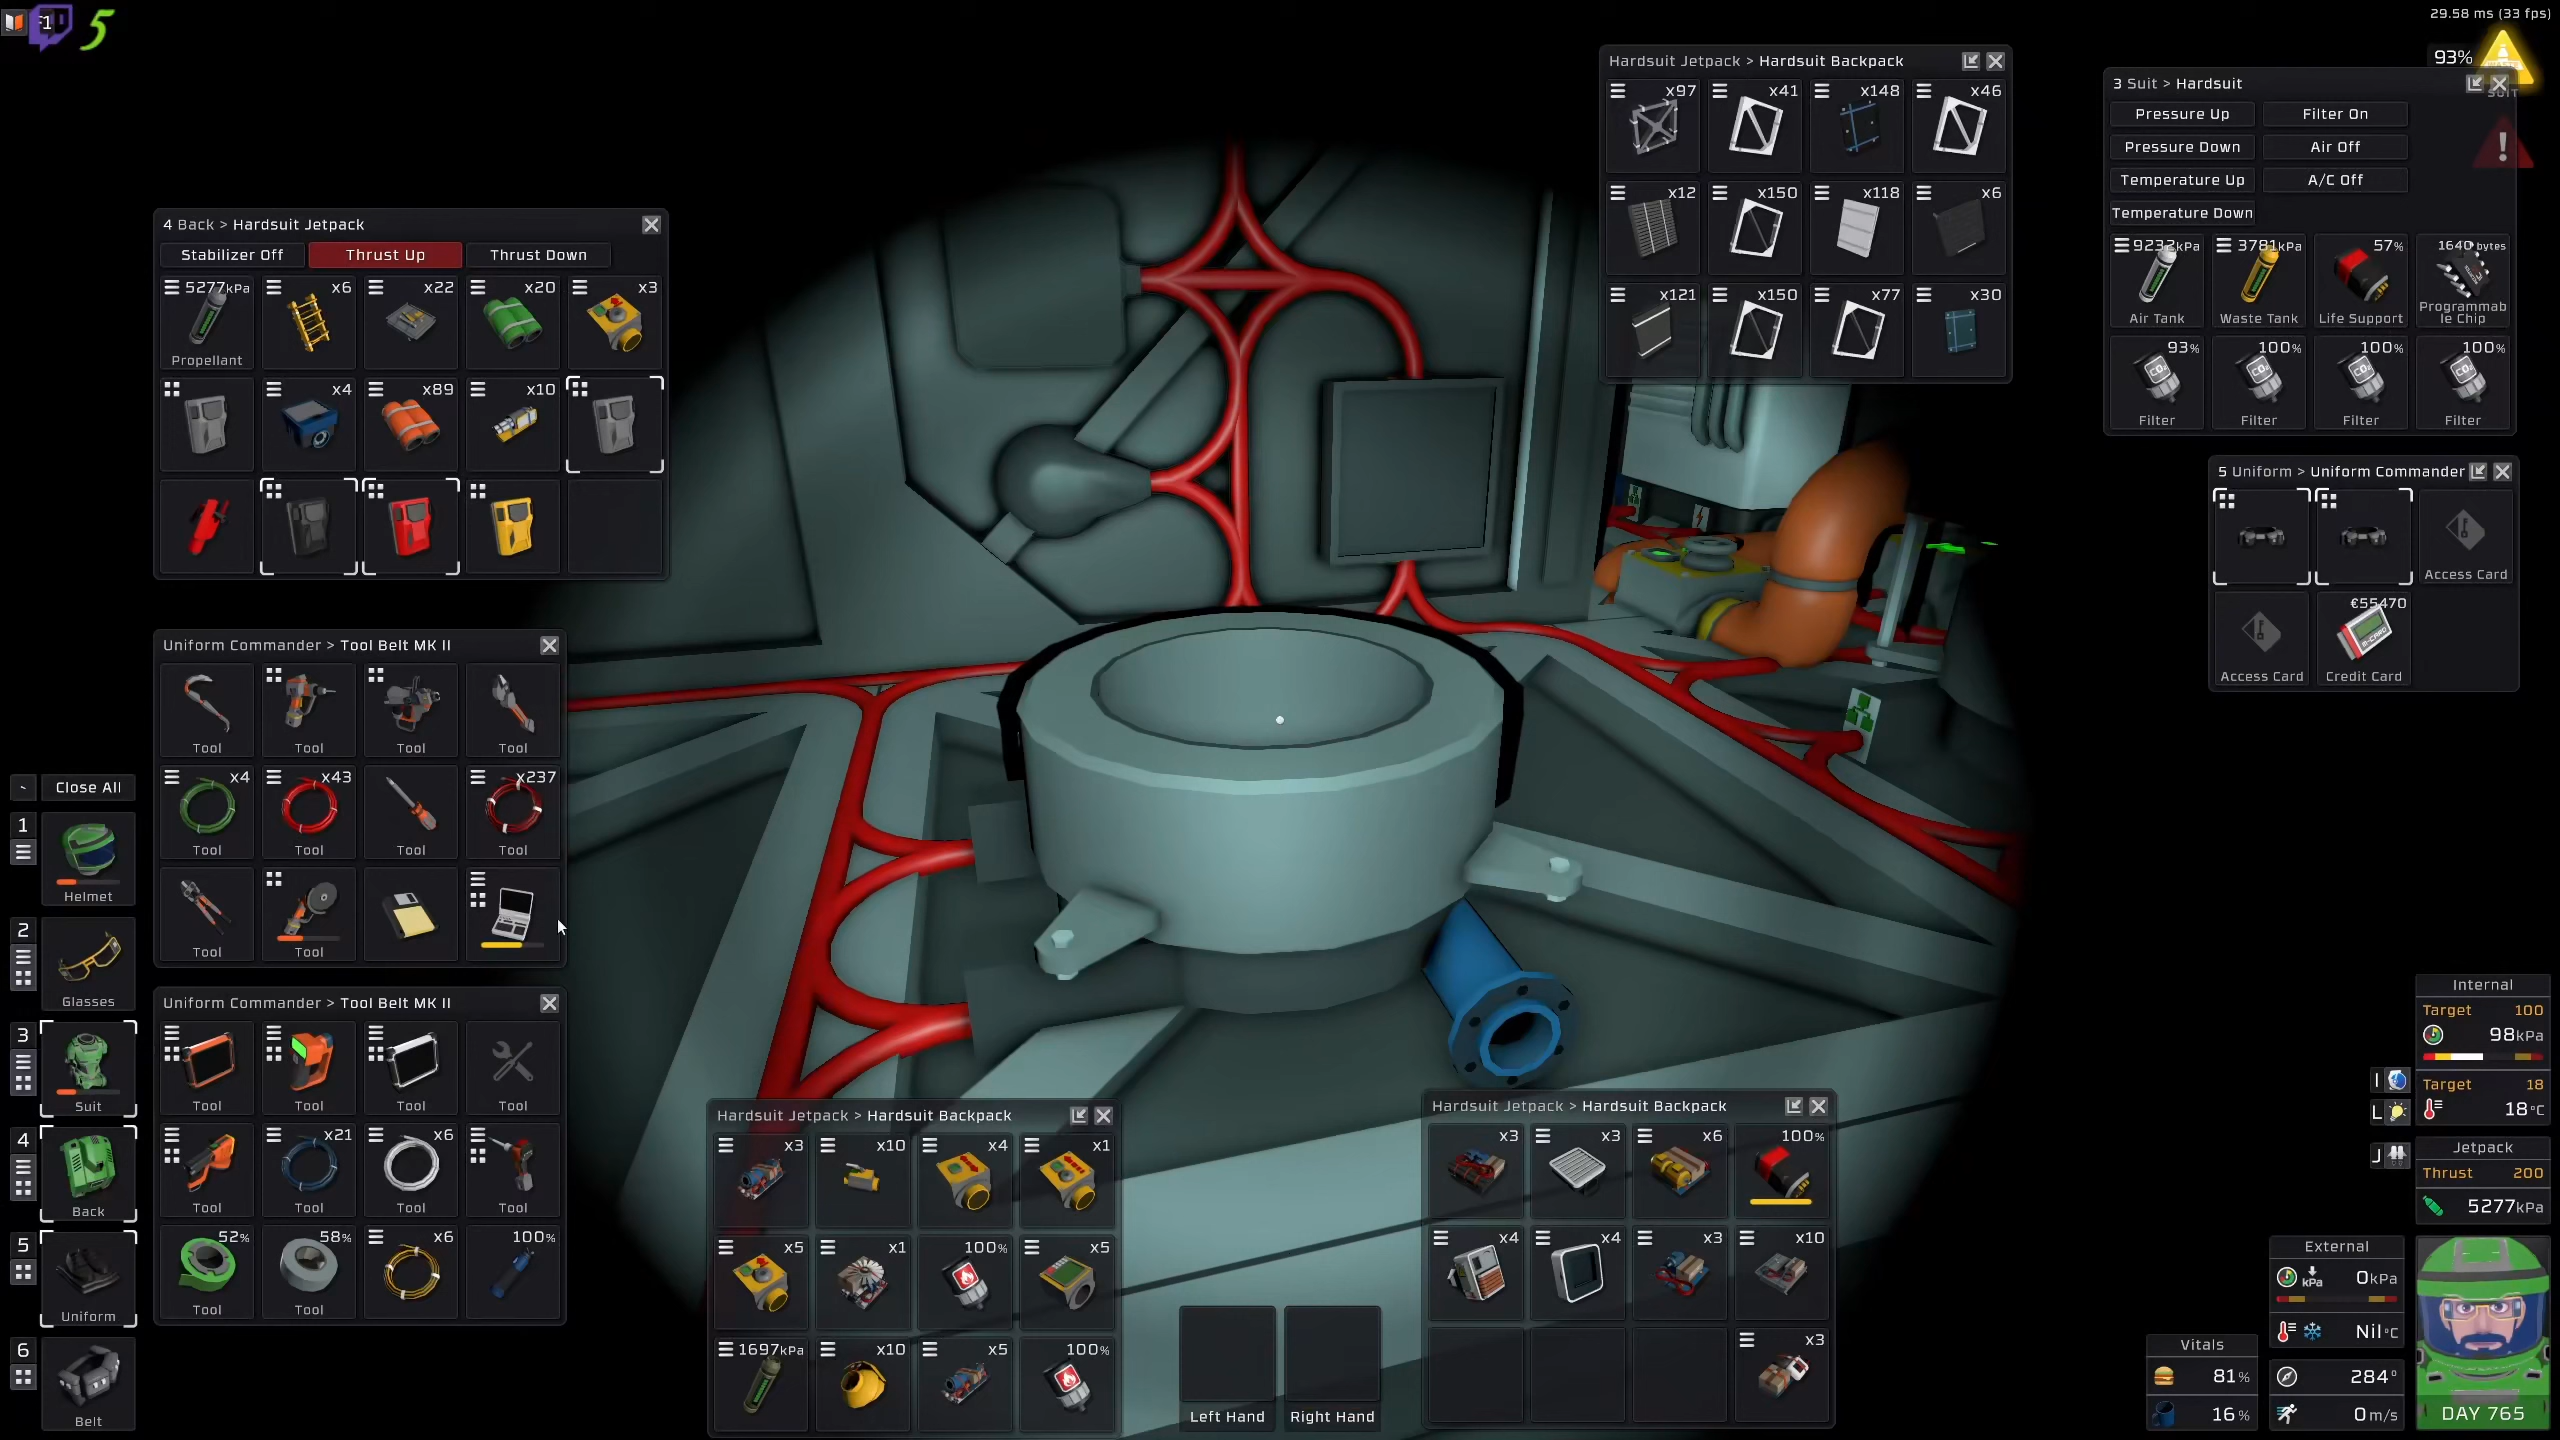 F1
5
29.58 ms (33 fps)
93%
Hardsuit Jetpack > Hardsuit Backpack
x97
x41
x148
x46
x12
x150
x118
x6
x121
x150
x77
x30
3 Suit > Hardsuit
Pressure Up
Filter On
Pressure Down
Air Off
Temperature Up
A/C Off
Temperature Down
9232kPa
3781kPa
57%
1640 bytes
Air Tank
Waste Tank
Life Support
Programmab
le Chip
93%
100%
100%
100%
Filter
Filter
Filter
Filter
4 Back > Hardsuit Jetpack
Stabilizer Off
Thrust Up
Thrust Down
5277kPa
x6
x22
x20
x3
Propellant
x4
x89
x10
5 Uniform > Uniform Commander
Access Card
€55470
Access Card
Credit Card
Uniform Commander > Tool Belt MK II
Tool
Tool
Tool
Tool
x4
x43
x237
Tool
Tool
Tool
Tool
Tool
Tool
~
Close All
1
Helmet
2
Glasses
3
Suit
4
Back
5
Uniform
6
Belt
Uniform Commander > Tool Belt MK II
Tool
Tool
Tool
Tool
x21
x6
Tool
Tool
Tool
Tool
52%
58%
x6
100%
Tool
Tool
Hardsuit Jetpack > Hardsuit Backpack
x3
x10
x4
x1
x5
x1
100%
x5
1697kPa
x10
x5
100%
Left Hand
Right Hand
Hardsuit Jetpack > Hardsuit Backpack
x3
x3
x6
100%
x4
x4
x3
x10
x3
Internal
Target 100
98kPa
Target 18
18°C
I
L
J
Jetpack
Thrust 200
5277kPa
External
kPa
0kPa
Nil°C
Vitals
81%
284°
16%
0m/s
DAY 765